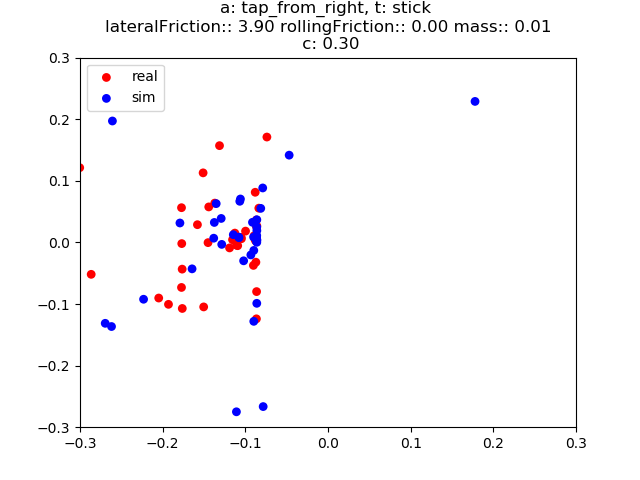 a: tap_from_right, t: stick
lateralFriction:: 3.90 rollingFriction:: 0.00 mass:: 0.01
c: 0.30
real
sim
0.3
0.2
0.1
0.0
−0.1
−0.2
−0.3
−0.3 −0.2 −0.1 0.0 0.1 0.2 0.3